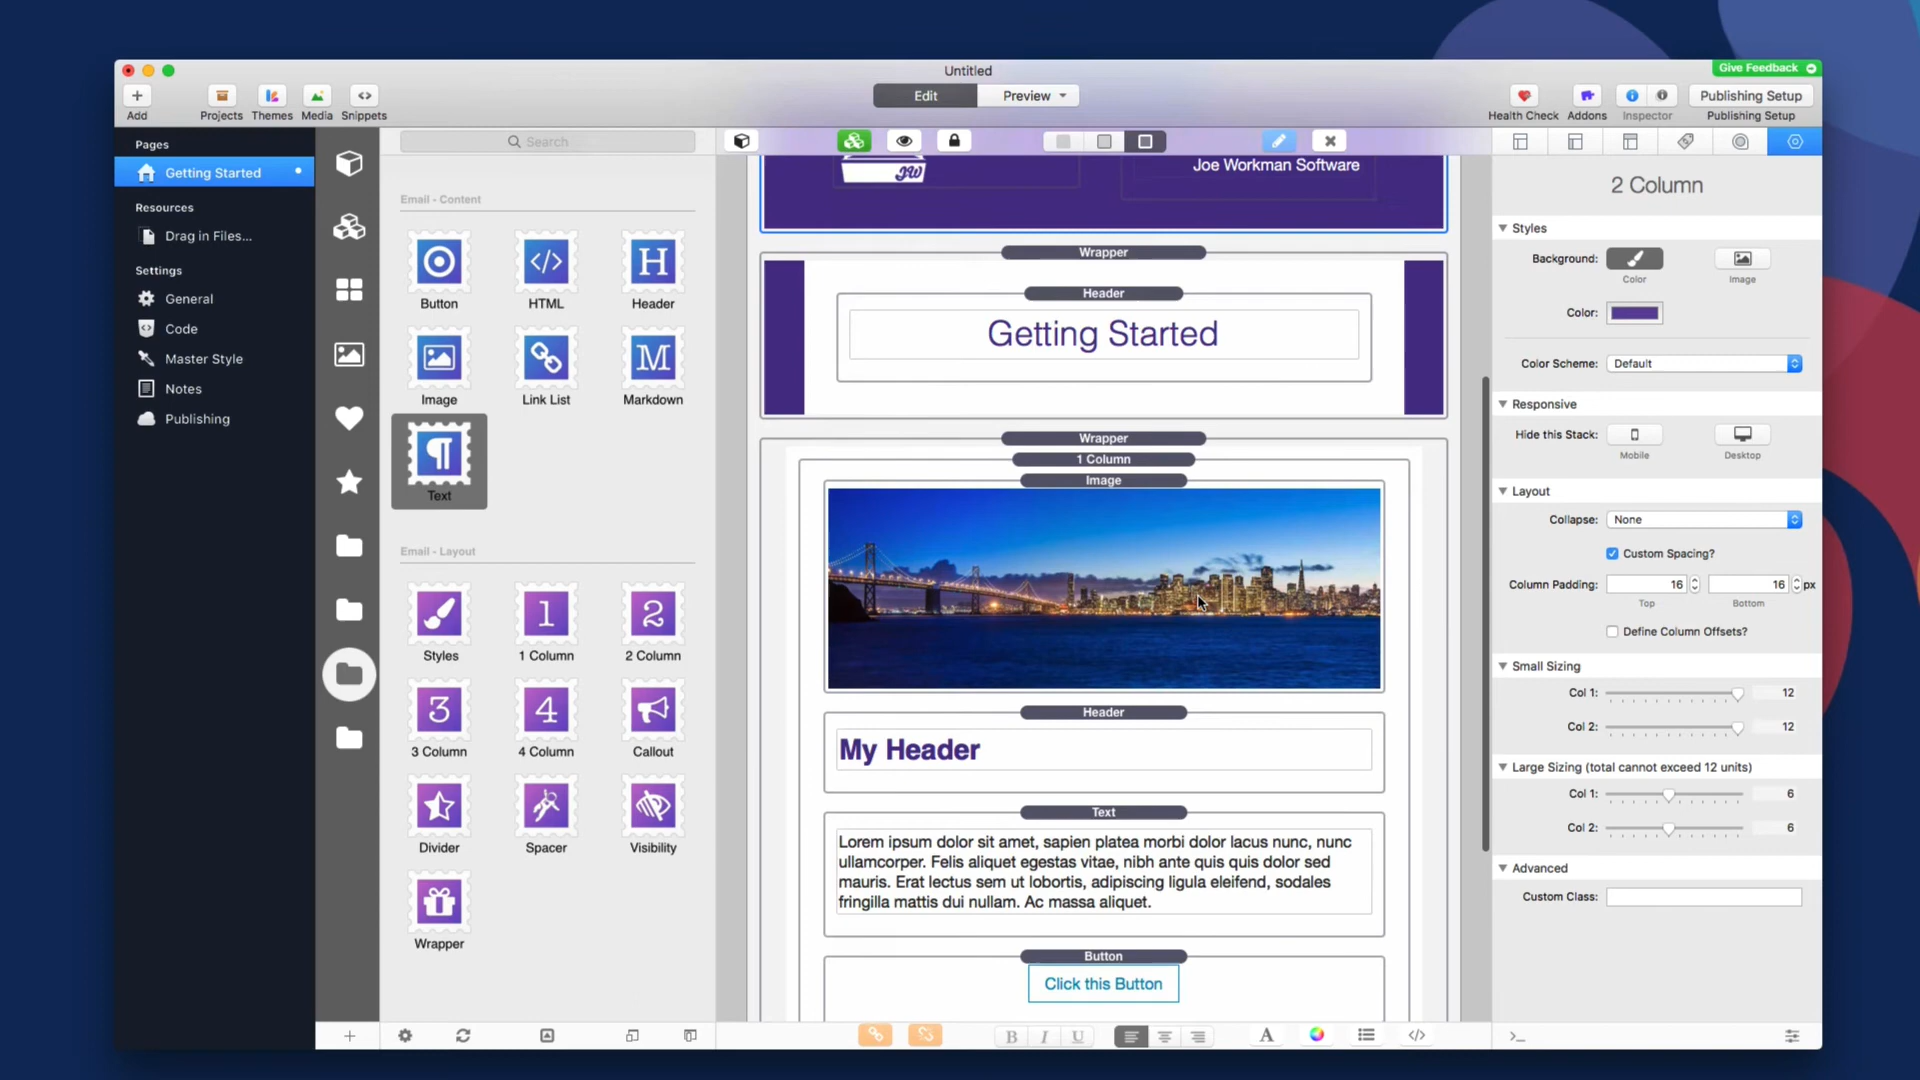 Untitled
Give Feedback
Add
Projects
Themes
Media
Snippets
Edit
Preview
Health Check
Addons
Inspector
Publishing Setup
Publishing Setup
Pages
Getting Started
Resources
Drag in Files...
Settings
General
Code
Master Style
Notes
Publishing
Search
Email - Content
Button
HTML
Header
Image
Link List
Markdown
Text
Email - Layout
Styles
1 Column
2 Column
3 Column
4 Column
Callout
Divider
Spacer
Visibility
Wrapper
JW
Joe Workman Software
Wrapper
Header
Getting Started
Wrapper
1 Column
Image
Header
My Header
Text
Lorem ipsum dolor sit amet, sapien platea morbi dolor lacus nunc, nunc
ullamcorper. Felis aliquet egestas vitae, nibh ante quis quis dolor sed
mauris. Erat lectus sem ut lobortis, adipiscing ligula eleifend, sodales
fringilla mattis dui nullam. Ac massa aliquet.
Button
Click this Button
B I U
A
2 Column
Styles
Background:
Color
Image
Color:
Color Scheme: Default
Responsive
Hide this Stack:
Mobile
Desktop
Layout
Collapse: None
Custom Spacing?
Column Padding: 16 16 px
Top Bottom
Define Column Offsets?
Small Sizing
Col 1: 12
Col 2: 12
Large Sizing (total cannot exceed 12 units)
Col 1: 6
Col 2: 6
Advanced
Custom Class: